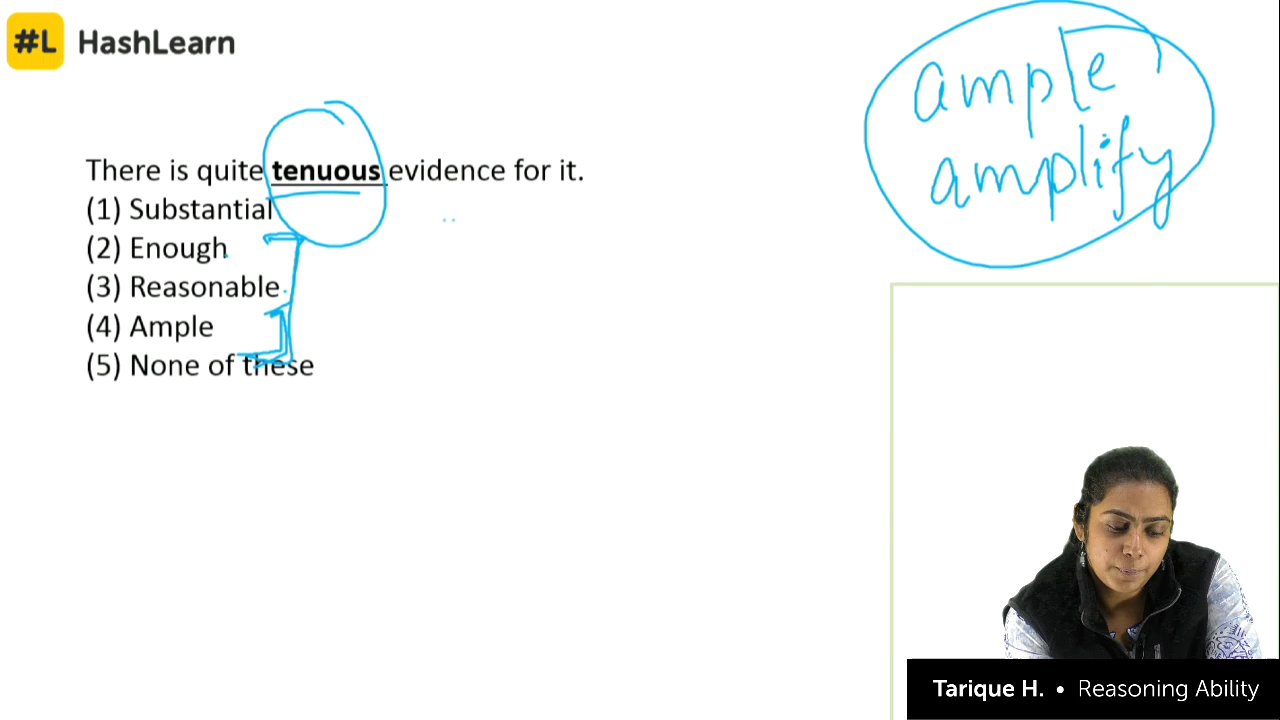 #L HashLearn
ample
amplify
There is quite tenuous evidence for it.
(1) Substantial
(2) Enough
(3) Reasonable
(4) Ample
(5) None of these
Tarique H. • Reasoning Ability